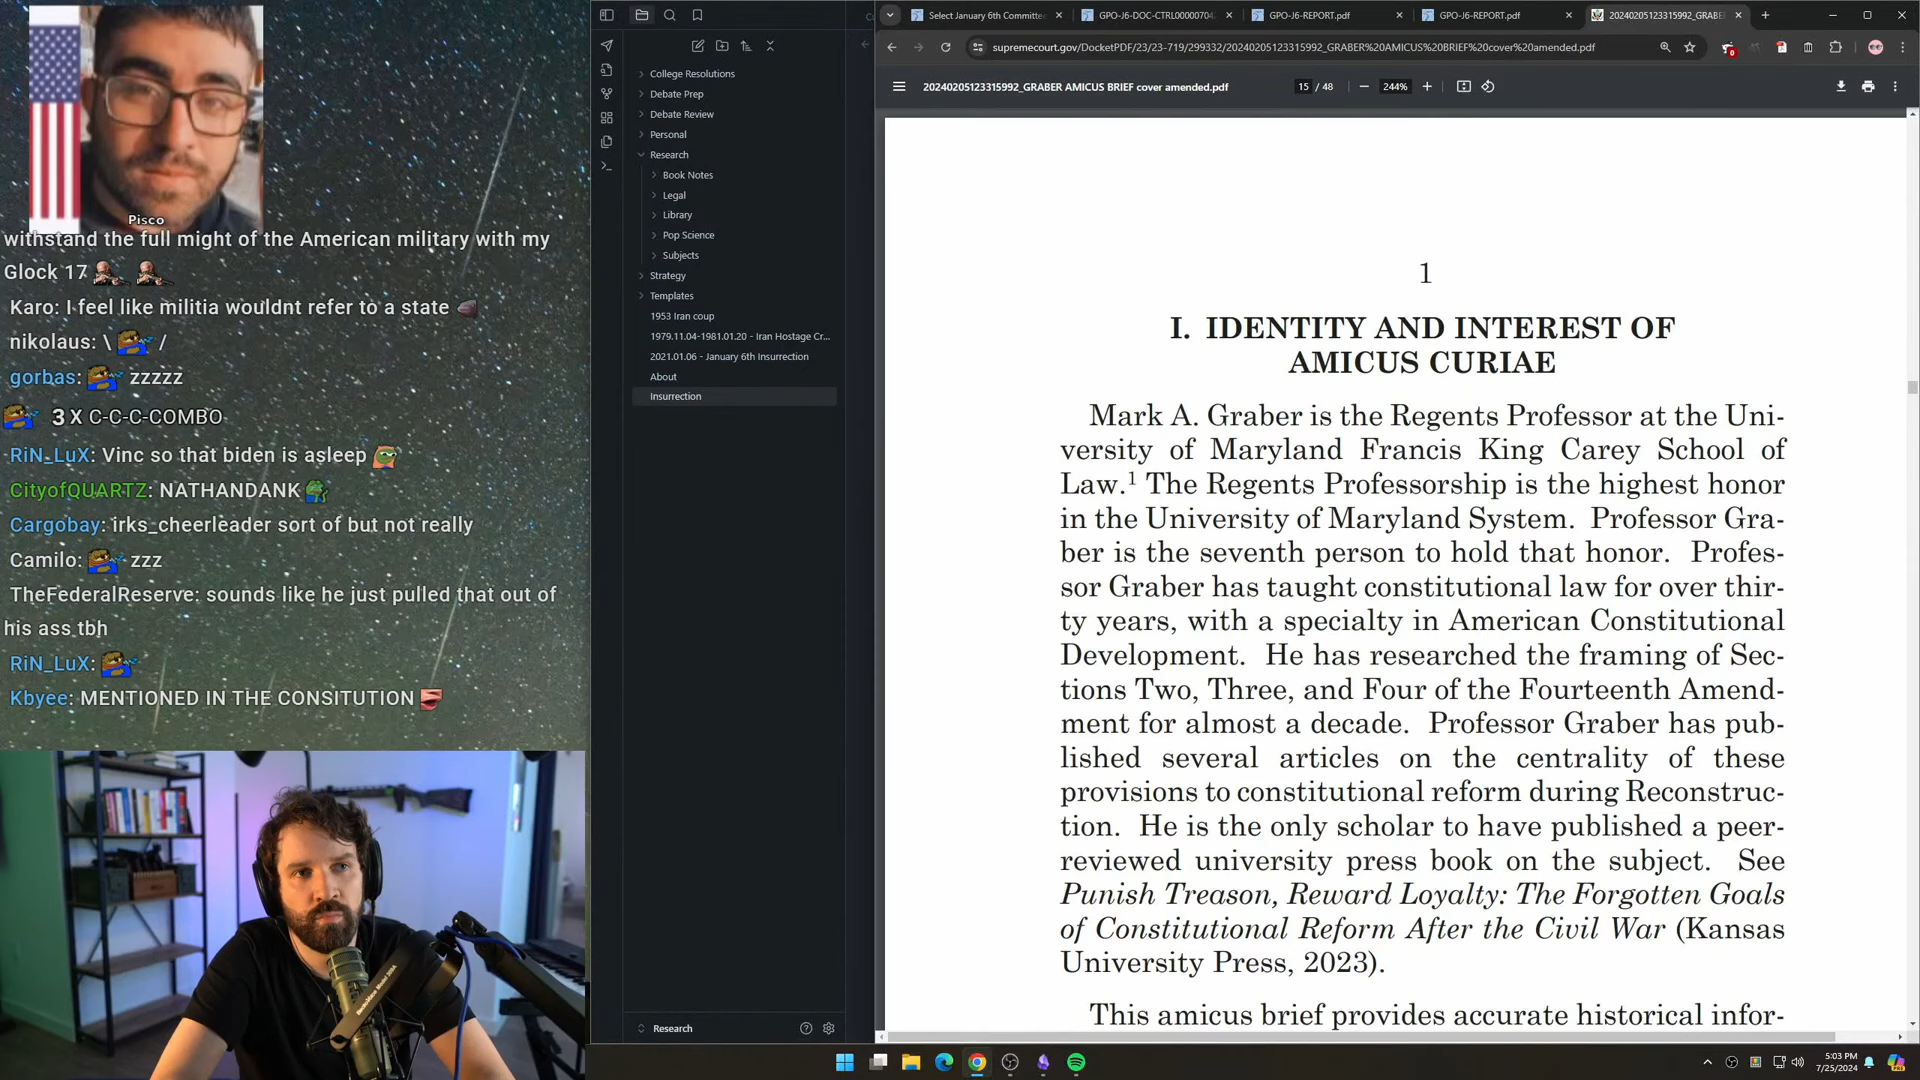 Pisco
withstand the full might of the American military with my
Glock 17
Karo: I feel like militia wouldnt refer to a state
nikolaus: \ /
gorbas: zzzzz
3 X C-C-C-COMBO
RiN_LuX: Vinc so that biden is asleep
CityofQUARTZ: NATHANDANK
Cargobay: irks_cheerleader sort of but not really
Camilo: zzz
TheFederalReserve: sounds like he just pulled that out of
his ass tbh
RiN_LuX:
Kbyee: MENTIONED IN THE CONSITUTION
College Resolutions
Debate Prep
Debate Review
Personal
Research
Book Notes
Legal
Library
Pop Science
Subjects
Strategy
Templates
1953 Iran coup
1979.11.04-1981.01.20 - Iran Hostage Cr...
2021.01.06 - January 6th Insurrection
About
Insurrection
Research
Select January 6th Committee
GPO-J6-DOC-CTRL0000070
GPO-J6-REPORT.pdf
GPO-J6-REPORT.pdf
20240205123315992_GRABER
supremecourt.gov/DocketPDF/23/23-719/299332/20240205123315992_GRABER%20AMICUS%20BRIEF%20cover%20amended.pdf
0
20240205123315992_GRABER AMICUS BRIEF cover amended.pdf
15 / 48
244%
1
I. IDENTITY AND INTEREST OF
AMICUS CURIAE
Mark A. Graber is the Regents Professor at the Uni-
versity of Maryland Francis King Carey School of
Law.1 The Regents Professorship is the highest honor
in the University of Maryland System. Professor Gra-
ber is the seventh person to hold that honor. Profes-
sor Graber has taught constitutional law for over thir-
ty years, with a specialty in American Constitutional
Development. He has researched the framing of Sec-
tions Two, Three, and Four of the Fourteenth Amend-
ment for almost a decade. Professor Graber has pub-
lished several articles on the centrality of these
provisions to constitutional reform during Reconstruc-
tion. He is the only scholar to have published a peer-
reviewed university press book on the subject. See
Punish Treason, Reward Loyalty: The Forgotten Goals
of Constitutional Reform After the Civil War (Kansas
University Press, 2023).
This amicus brief provides accurate historical infor-
5:03 PM
7/25/2024